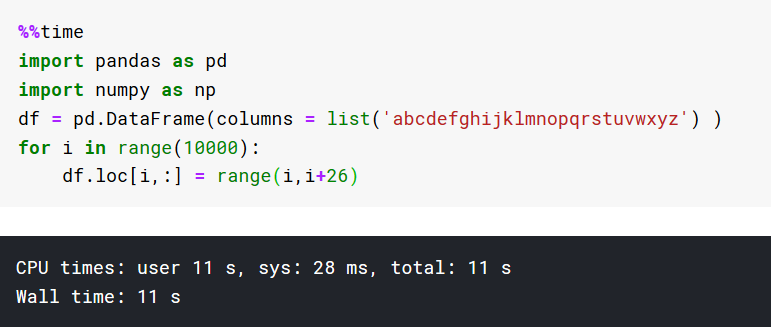 %%time
import pandas as pd
import numpy as np
df = pd.DataFrame(columns = list('abcdefghijklmnopqrstuvwxyz') )
for i in range(10000):
    df.loc[i,:] = range(i,i+26)
CPU times: user 11 s, sys: 28 ms, total: 11 s
Wall time: 11 s